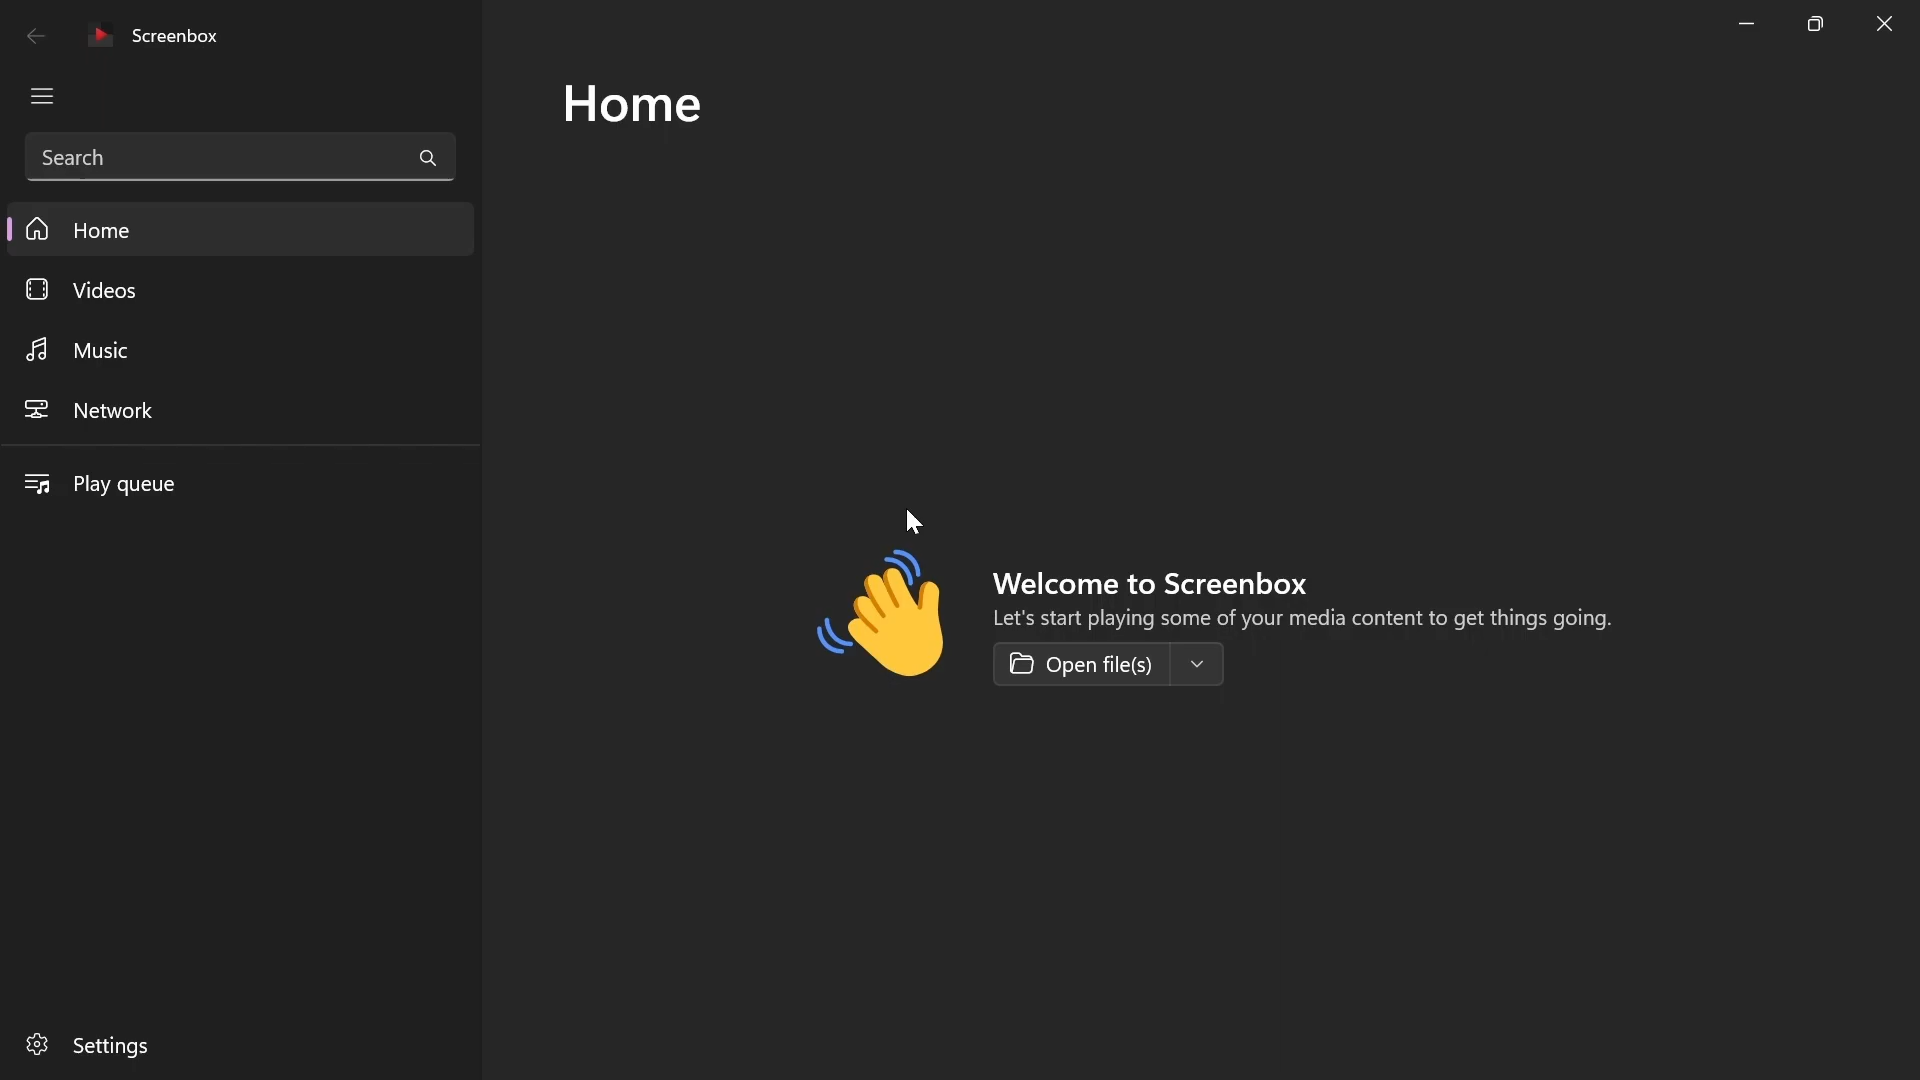 Screenbox
Home
Search
Home
Videos
Music
Network
Play queue
Welcome to Screenbox
Let's start playing some of your media content to get things going.
Open file(s)
Settings